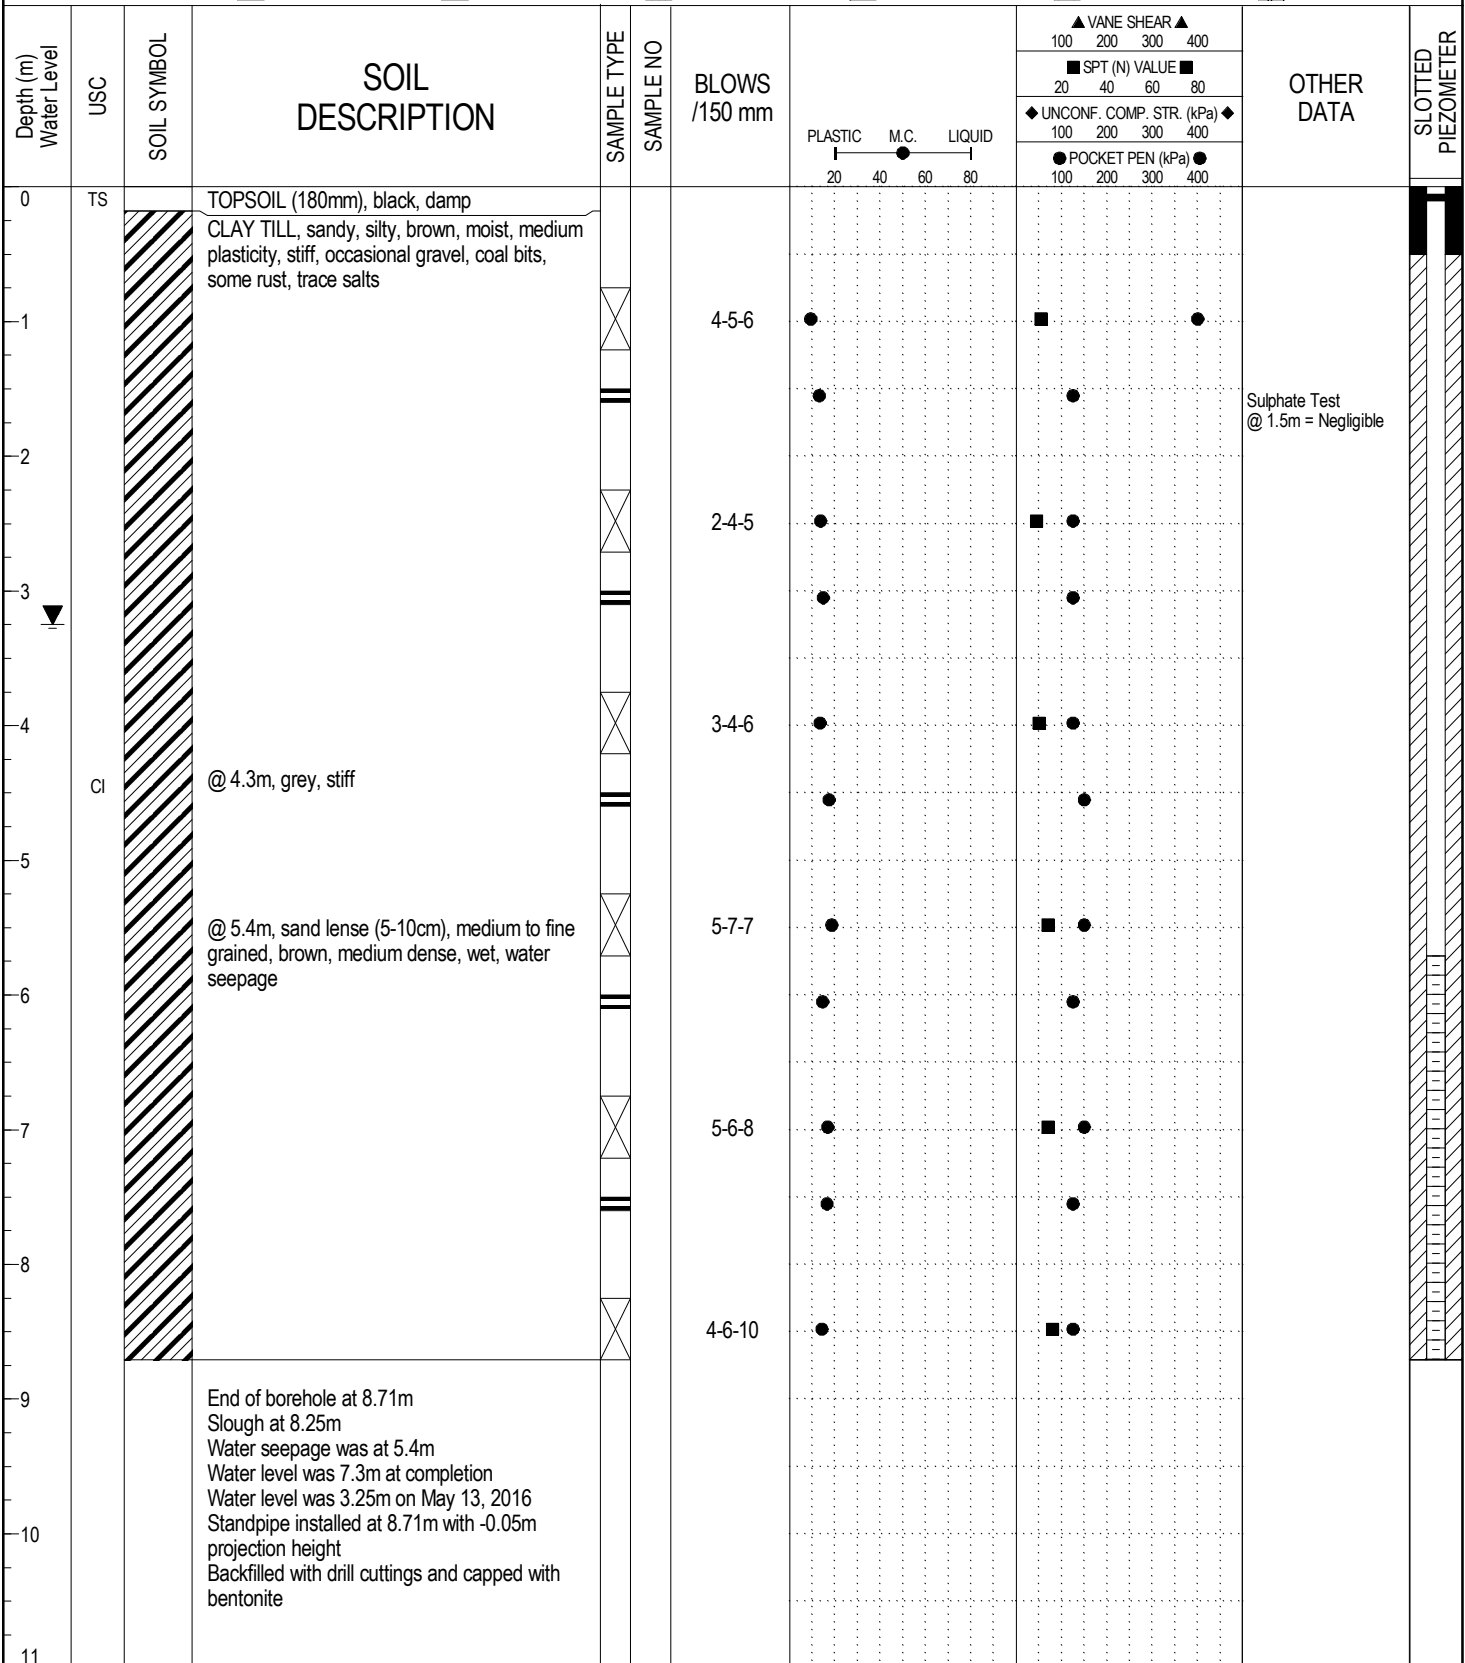 Depth (m)
Water Level
USC
SOIL SYMBOL
SOIL
DESCRIPTION
SAMPLE TYPE
SAMPLE NO
BLOWS
/150 mm
PLASTIC M.C. LIQUID
20 40 60 80
▲ VANE SHEAR ▲
100 200 300 400
■ SPT (N) VALUE ■
20 40 60 80
◆ UNCONF. COMP. STR. (kPa) ◆
100 200 300 400
● POCKET PEN (kPa) ●
100 200 300 400
OTHER
DATA
SLOTTED
PIEZOMETER
0
TS
TOPSOIL (180mm), black, damp
CLAY TILL, sandy, silty, brown, moist, medium
plasticity, stiff, occasional gravel, coal bits,
some rust, trace salts
1
4-5-6
Sulphate Test
@ 1.5m = Negligible
2
2-4-5
3
4
3-4-6
CI
@ 4.3m, grey, stiff
5
@ 5.4m, sand lense (5-10cm), medium to fine
grained, brown, medium dense, wet, water
seepage
5-7-7
6
7
5-6-8
8
4-6-10
9
End of borehole at 8.71m
Slough at 8.25m
Water seepage was at 5.4m
Water level was 7.3m at completion
Water level was 3.25m on May 13, 2016
Standpipe installed at 8.71m with -0.05m
projection height
Backfilled with drill cuttings and capped with
bentonite
10
11